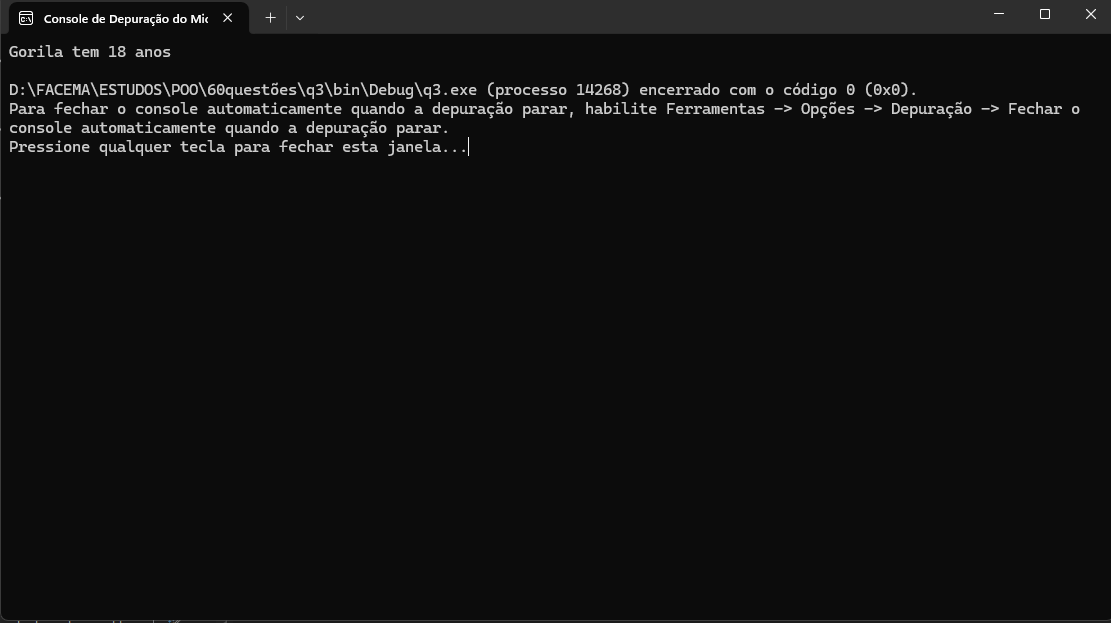 Console de Depuração do Mic
Gorila tem 18 anos
D:\FACEMA\ESTUDOS\POO\60questões\q3\bin\Debug\q3.exe (processo 14268) encerrado com o código 0 (0x0).
Para fechar o console automaticamente quando a depuração parar, habilite Ferramentas -> Opções -> Depuração -> Fechar o
console automaticamente quando a depuração parar.
Pressione qualquer tecla para fechar esta janela...